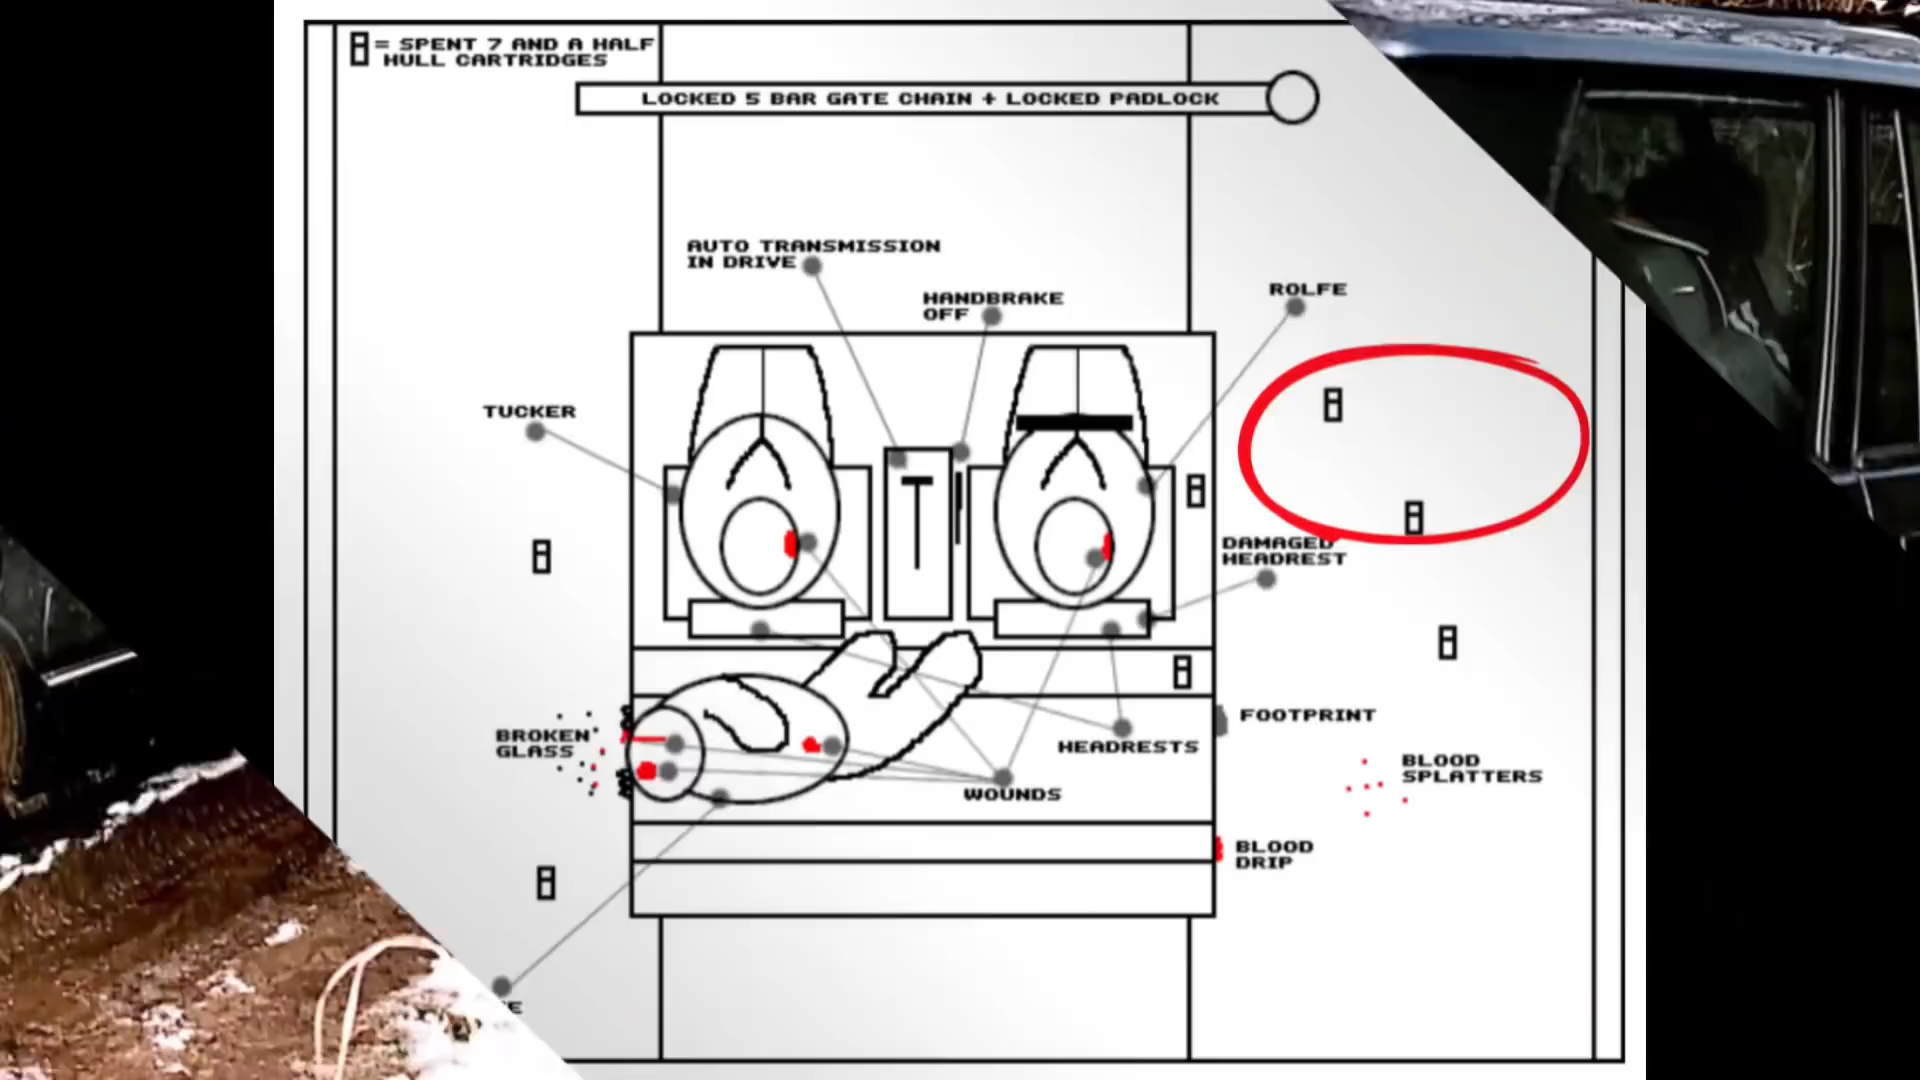 = SPENT 7 AND A HALF
HULL CARTRIDGES
LOCKED 5 BAR GATE CHAIN + LOCKED PADLOCK
AUTO TRANSMISSION
IN DRIVE
HANDBRAKE
OFF
ROLFE
TUCKER
DAMAGED
HEADREST
BROKEN
GLASS
FOOTPRINT
HEADRESTS
BLOOD
SPLATTERS
WOUNDS
BLOOD
DRIP